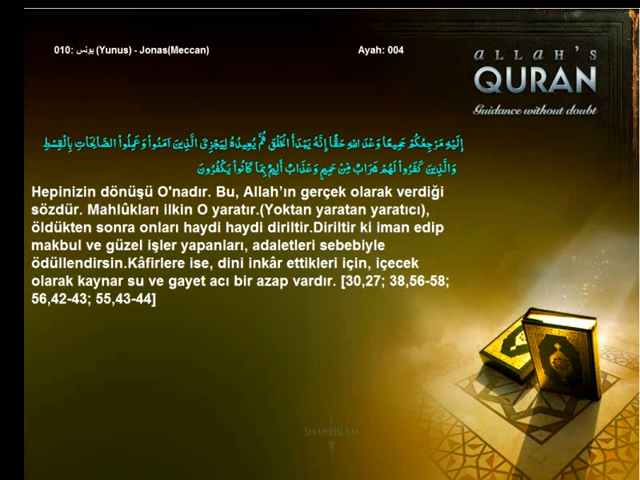 010: يونس (Yunus) - Jonas(Meccan)
Ayah: 004
ALLAH'S
QURAN
Guidance without doubt
إِلَيْهِ مَرْجِعُكُمْ جَمِيعًا وَعْدَ اللّهِ حَقًّا إِنَّهُ يَبْدَأُ الْخَلْقَ ثُمَّ يُعِيدُهُ لِيَجْزِيَ الَّذِينَ آمَنُواْ وَعَمِلُواْ الصَّالِحَاتِ بِالْقِسْطِ
وَالَّذِينَ كَفَرُواْ لَهُمْ شَرَابٌ مِّنْ حَمِيمٍ وَعَذَابٌ أَلِيمٌ بِمَا كَانُواْ يَكْفُرُونَ
Hepinizin dönüşü O'nadır. Bu, Allah’ın gerçek olarak verdiği
sözdür. Mahlûkları ilkin O yaratır.(Yoktan yaratan yaratıcı),
öldükten sonra onları haydi haydi diriltir.Diriltir ki iman edip
makbul ve güzel işler yapanları, adaletleri sebebiyle
ödüllendirsin.Kâfirlere ise, dini inkâr ettikleri için, içecek
olarak kaynar su ve gayet acı bir azap vardır. [30,27; 38,56-58;
56,42-43; 55,43-44]
SHAREISLAM